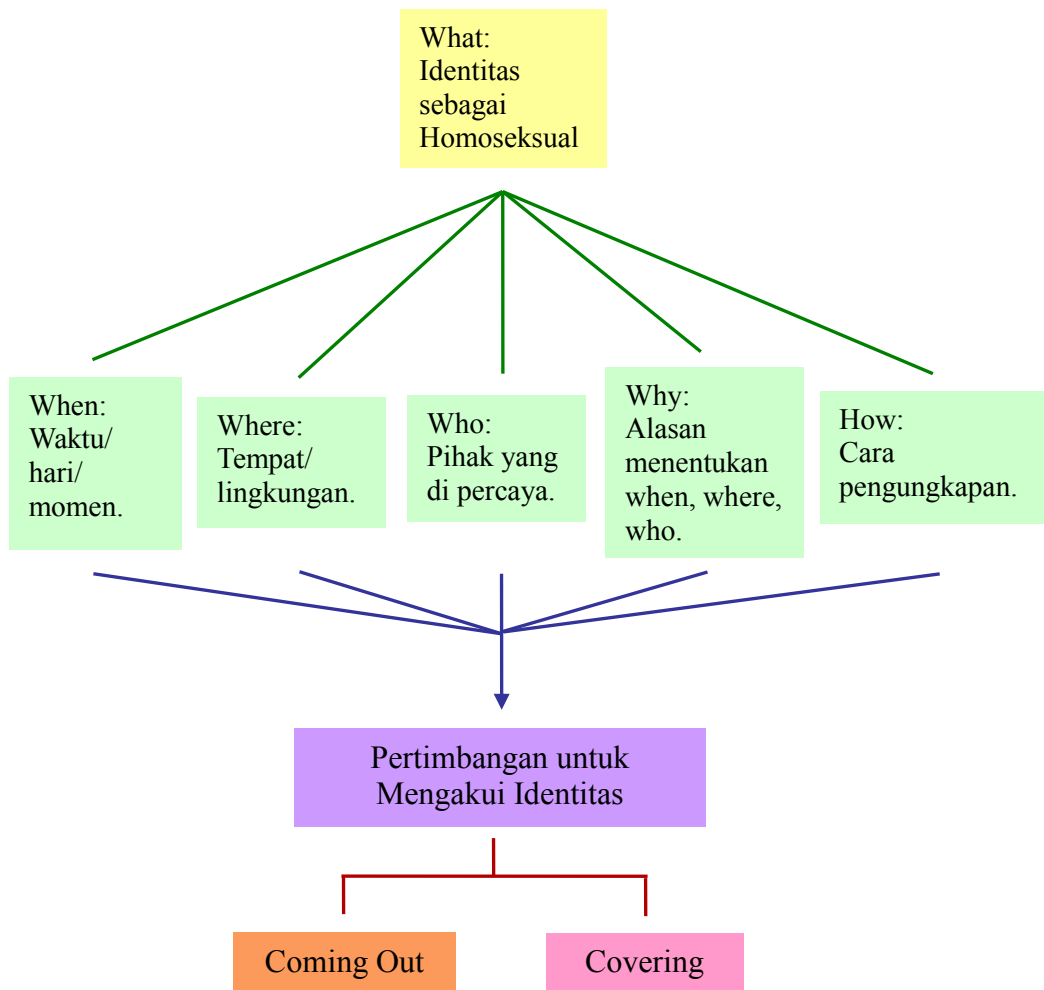 What:
Identitas
sebagai
Homoseksual
When:
Waktu/
hari/
momen.
Where:
Tempat/
lingkungan.
Who:
Pihak yang
di percaya.
Why:
Alasan
menentukan
when, where,
who.
How:
Cara
pengungkapan.
Pertimbangan untuk
Mengakui Identitas
Coming Out
Covering